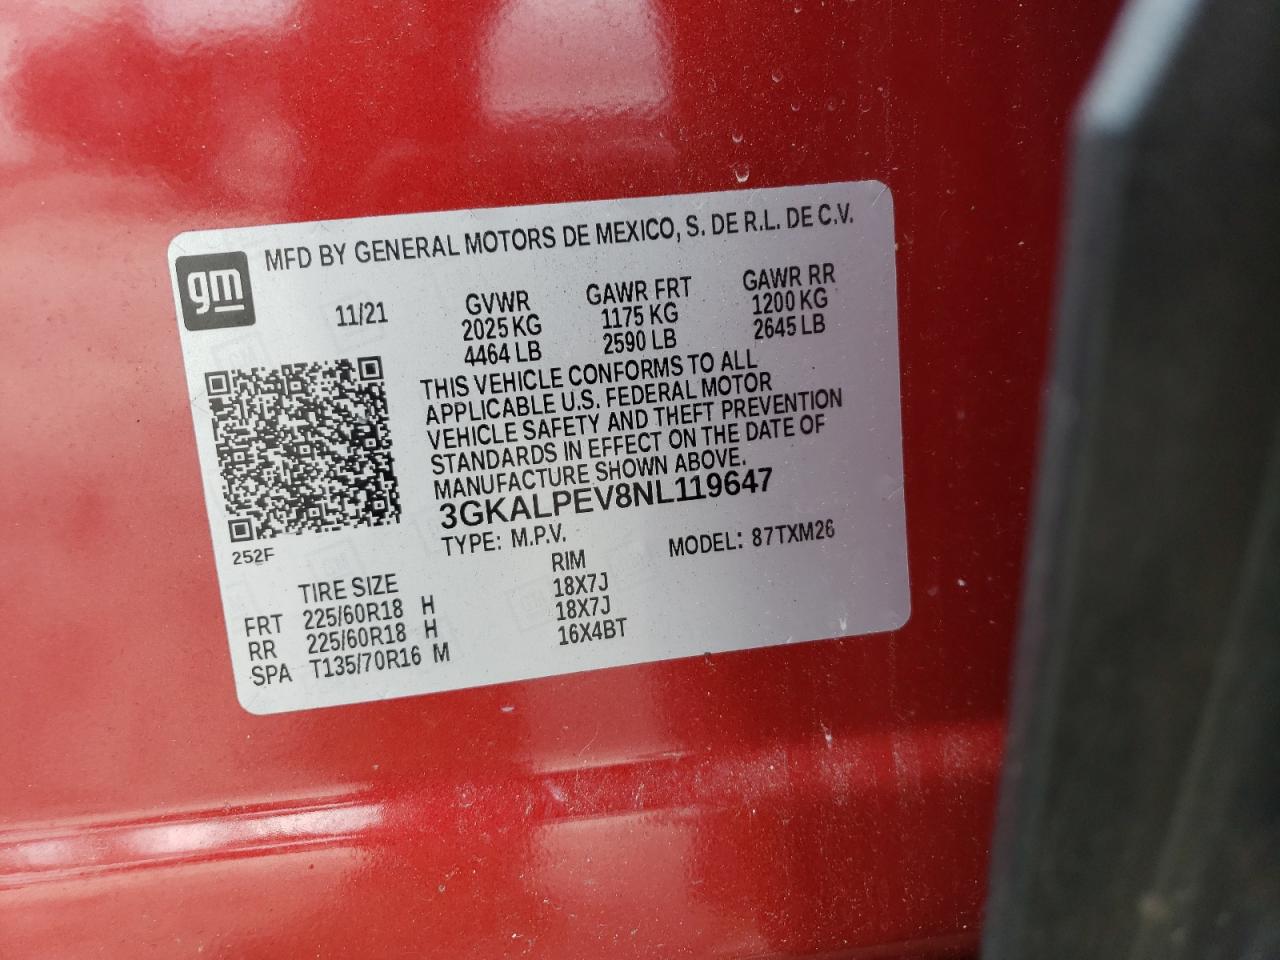 gm
MFD BY GENERAL MOTORS DE MEXICO, S. DE R.L. DE C.V.
11/21 GVWR GAWR FRT GAWR RR
2025 KG 1175 KG 1200 KG
4464 LB 2590 LB 2645 LB
THIS VEHICLE CONFORMS TO ALL
APPLICABLE U.S. FEDERAL MOTOR
VEHICLE SAFETY AND THEFT PREVENTION
STANDARDS IN EFFECT ON THE DATE OF
MANUFACTURE SHOWN ABOVE.
3GKALPEV8NL119647
252F
TYPE: M.P.V. MODEL: 87TXM26
TIRE SIZE RIM
FRT 225/60R18 H 18X7J
RR 225/60R18 H 18X7J
SPA T135/70R16 M 16X4BT